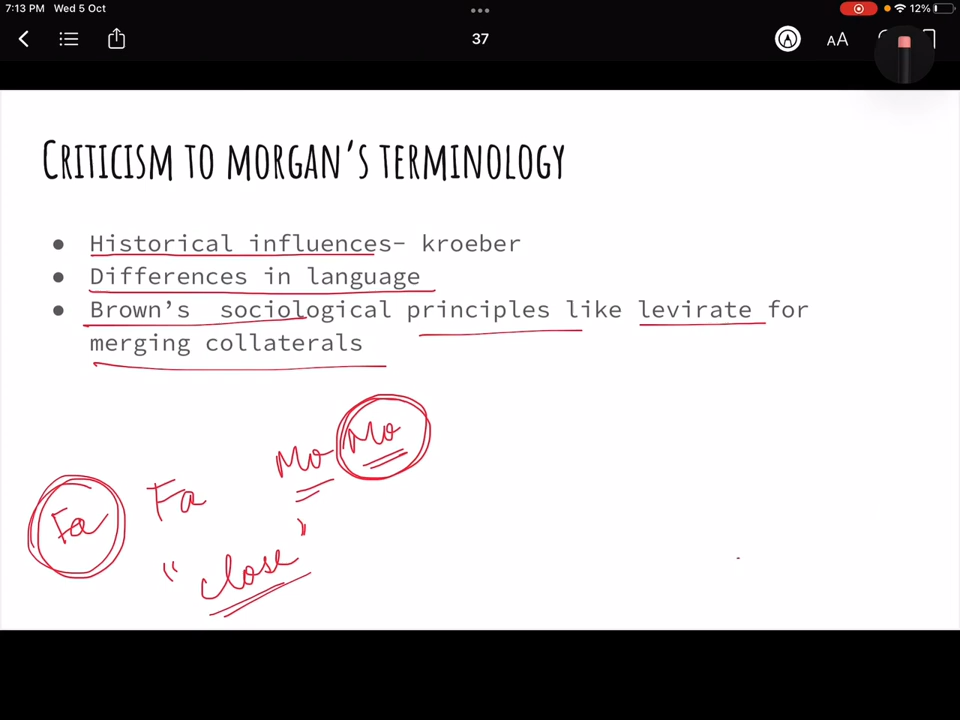 7:13 PM Wed 5 Oct
12%
37
AA
CRITICISM TO MORGAN'S TERMINOLOGY
● Historical influences- kroeber
● Differences in language
● Brown's sociological principles like levirate for
merging collaterals
Mo Mo
Fa Fa
"close"